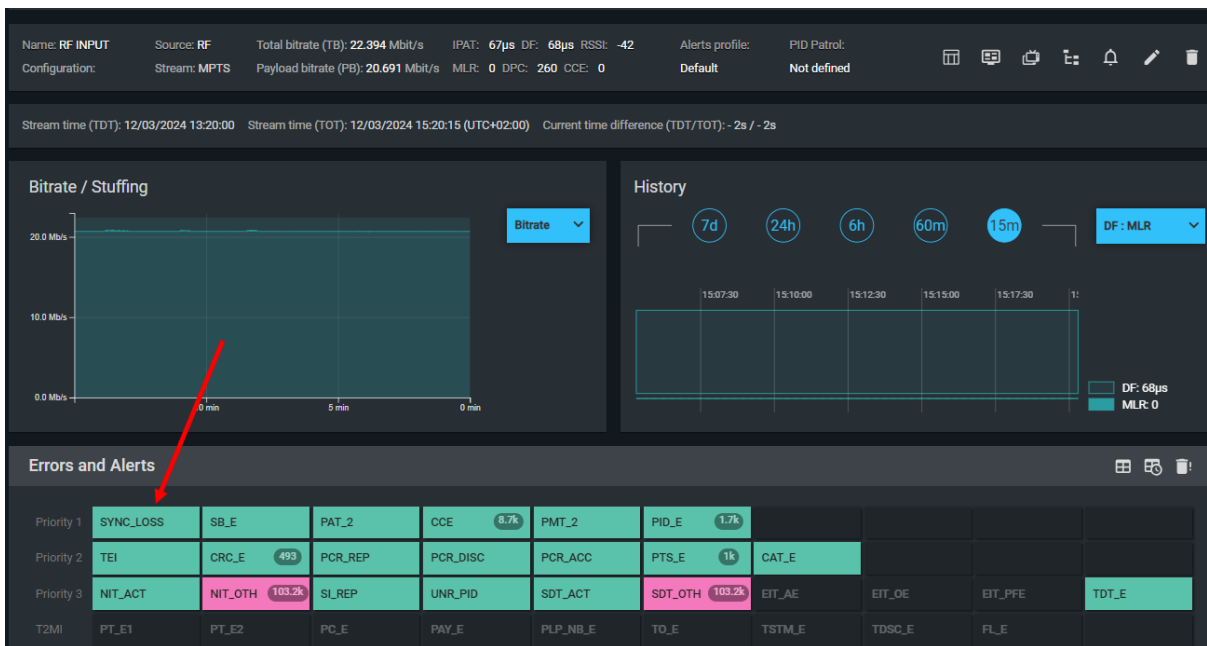 Name: RF INPUT Source: RF Total bitrate (TB): 22.394 Mbit/s IPAT: 67µs DF: 68µs RSSI: -42 Alerts profile: PID Patrol:
Configuration: Stream: MPTS Payload bitrate (PB): 20.691 Mbit/s MLR: 0 DPC: 260 CCE: 0 Default Not defined
Stream time (TDT): 12/03/2024 13:20:00 Stream time (TOT): 12/03/2024 15:20:15 (UTC+02:00) Current time difference (TDT/TOT): - 2s / - 2s
Bitrate / Stuffing
Bitrate
20.0 Mb/s
10.0 Mb/s
0.0 Mb/s
0 min 5 min 0 min
History
7d 24h 6h 60m 15m
DF : MLR
15:07:30 15:10:00 15:12:30 15:15:00 15:17:30 1!
DF: 68µs
MLR: 0
Errors and Alerts
Priority 1 SYNC_LOSS SB_E PAT_2 CCE 8.7k PMT_2 PID_E 1.7k
Priority 2 TEI CRC_E 493 PCR_REP PCR_DISC PCR_ACC PTS_E 1k CAT_E
Priority 3 NIT_ACT NIT_OTH 103.2k SI_REP UNR_PID SDT_ACT SDT_OTH 103.2k EIT_AE EIT_OE EIT_PFE TDT_E
T2MI PT_E1 PT_E2 PC_E PAY_E PLP_NB_E TO_E TSTM_E TDSC_E FL_E